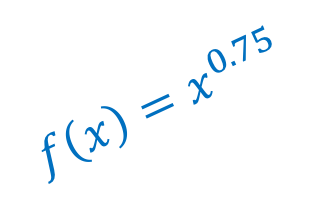 f(x) = x^0.75